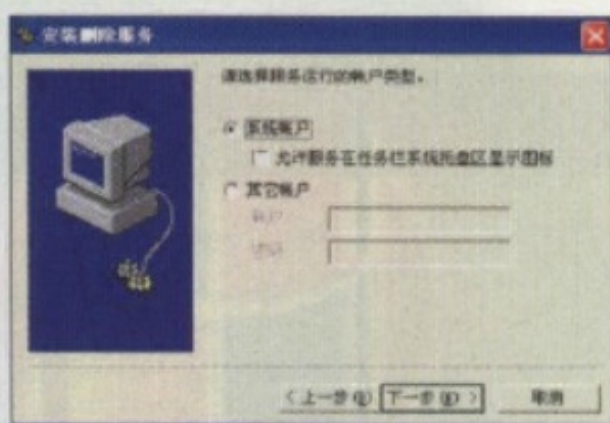 安装删除服务
请选择服务运行的帐户类型。
系统帐户
允许服务在任务栏系统托盘区显示图标
其它帐户
帐户
密码
<上一步(B)
下一步(N)>
取消